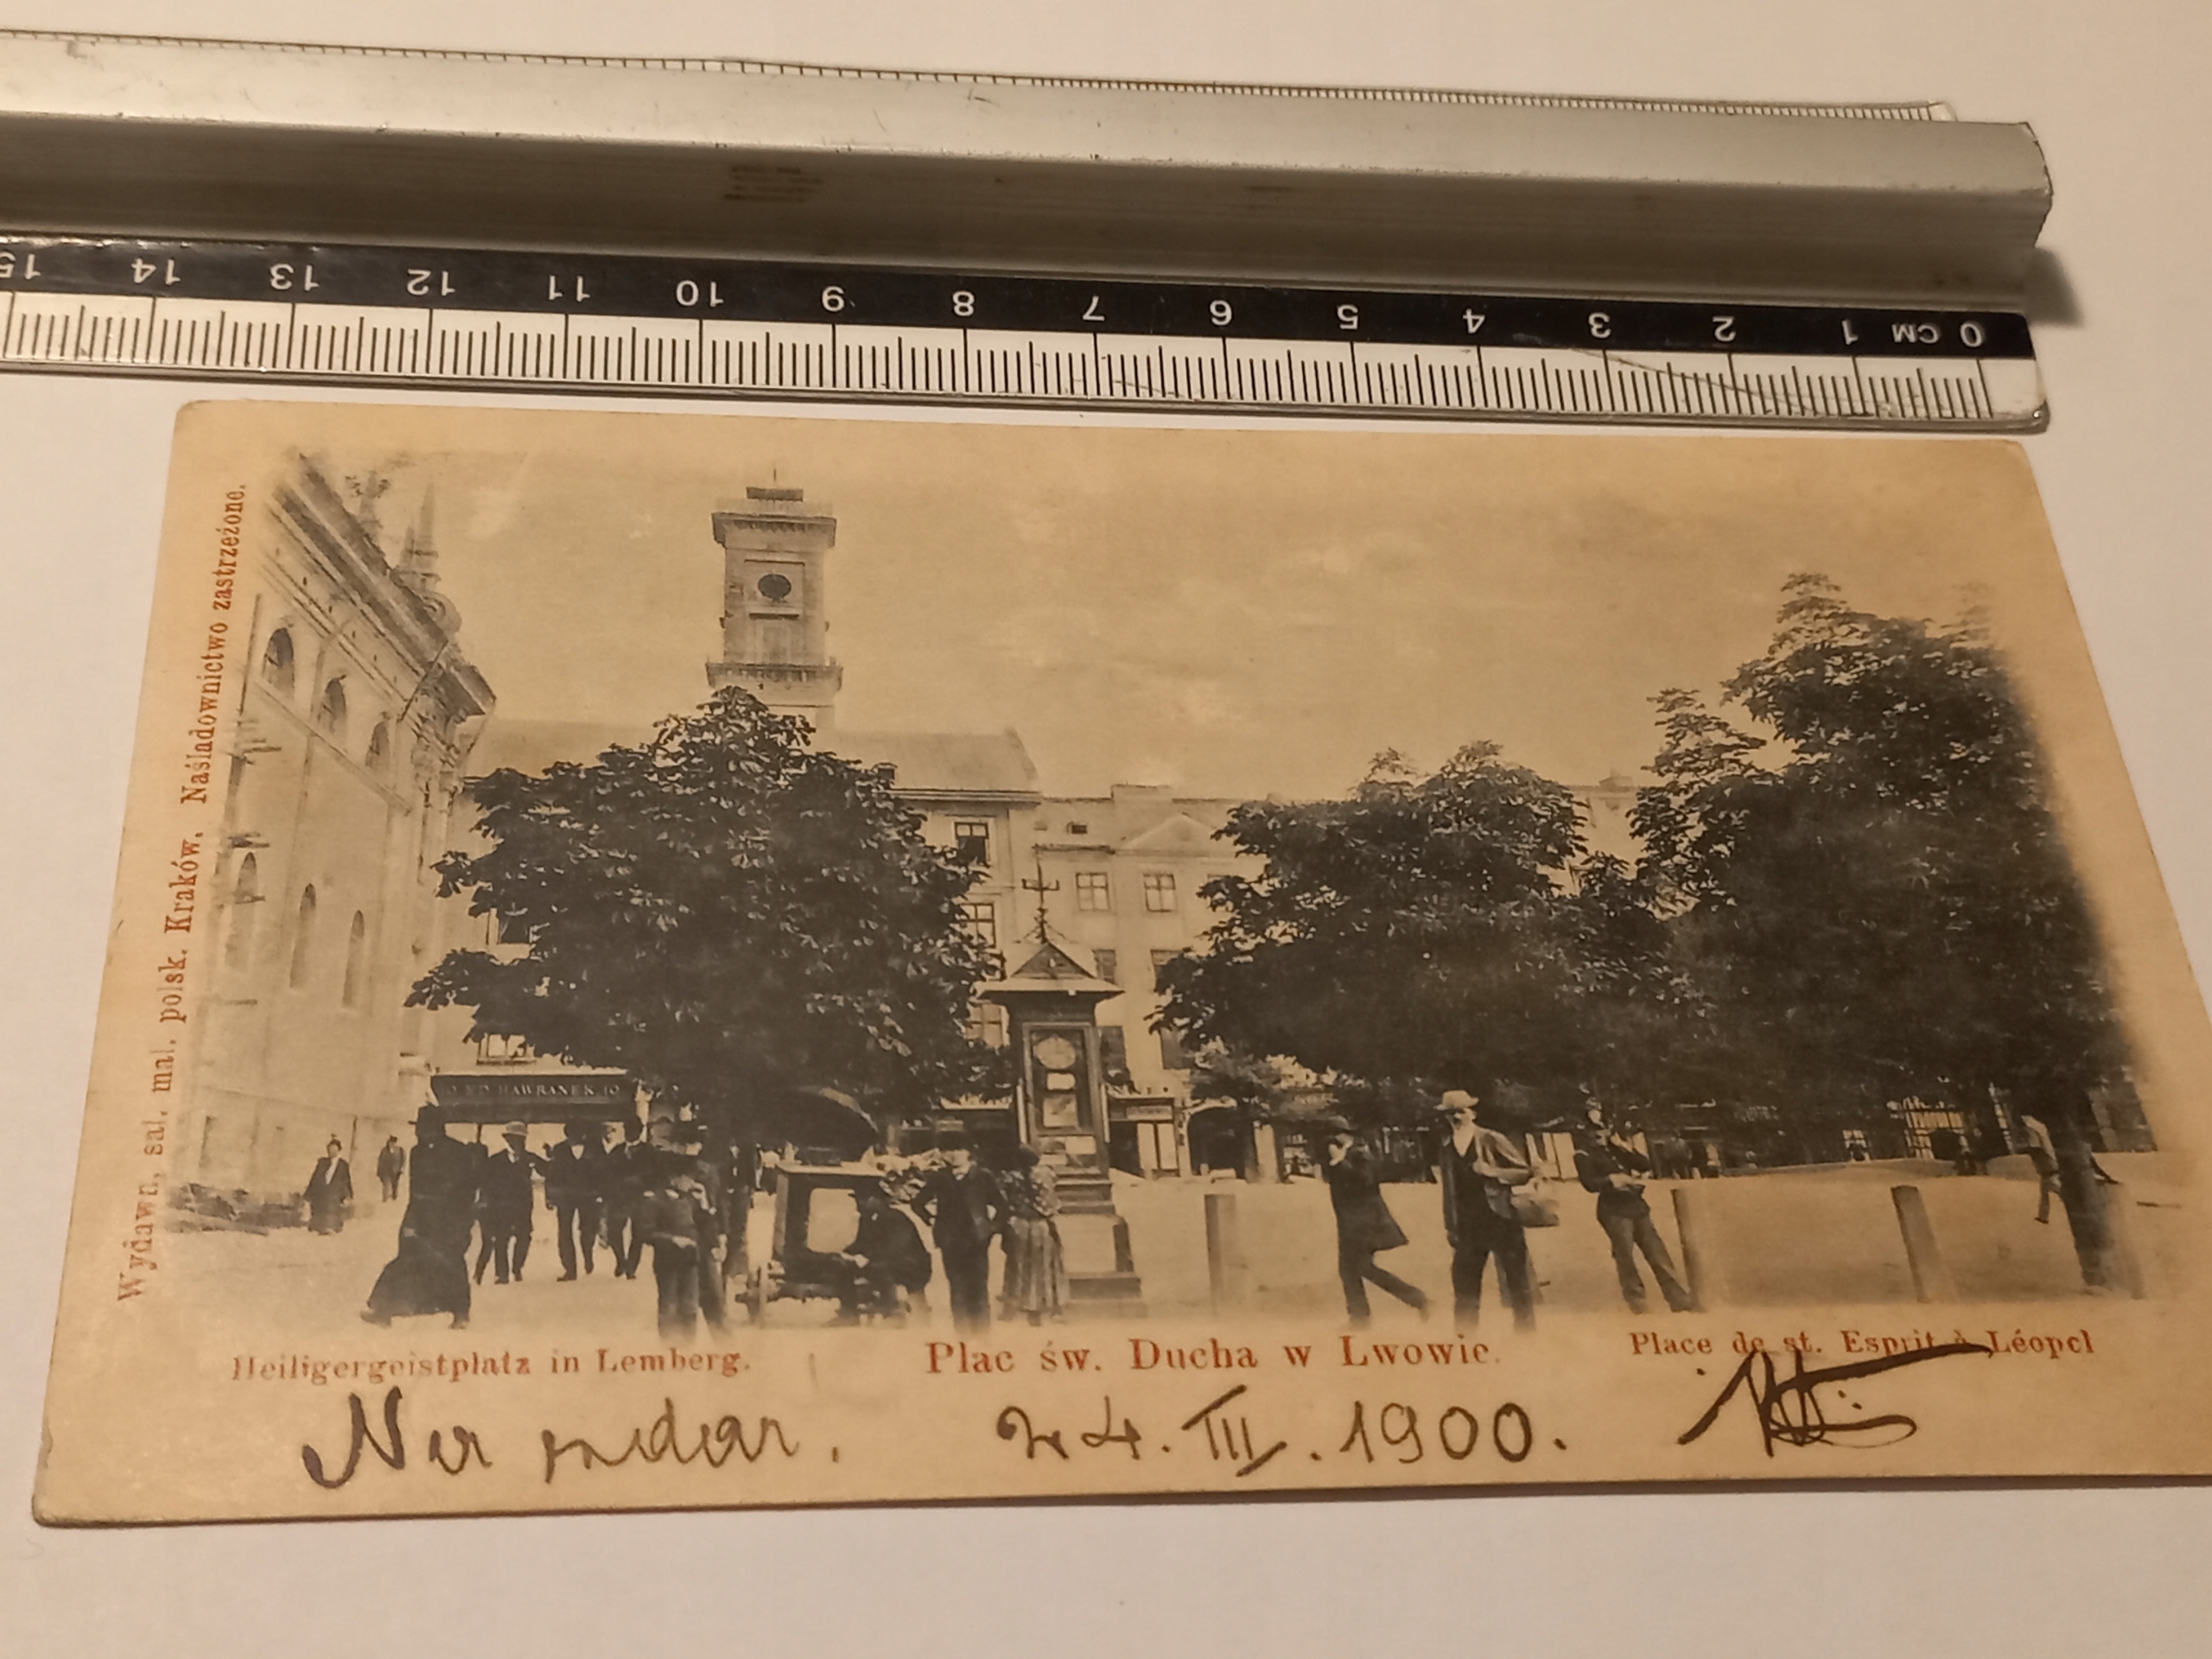 15 14 13 12 11 10 9 8 7 6 5 4 3 2 1 CM 0
Wydawn. sal. mal. polsk. Kraków. Naśladownictwo zastrzeżone.
HAWRANEK
Heiligergeistplatz in Lemberg.
Plac św. Ducha w Lwowie.
Place de st. Esprit à Léopol
24. III. 1900.